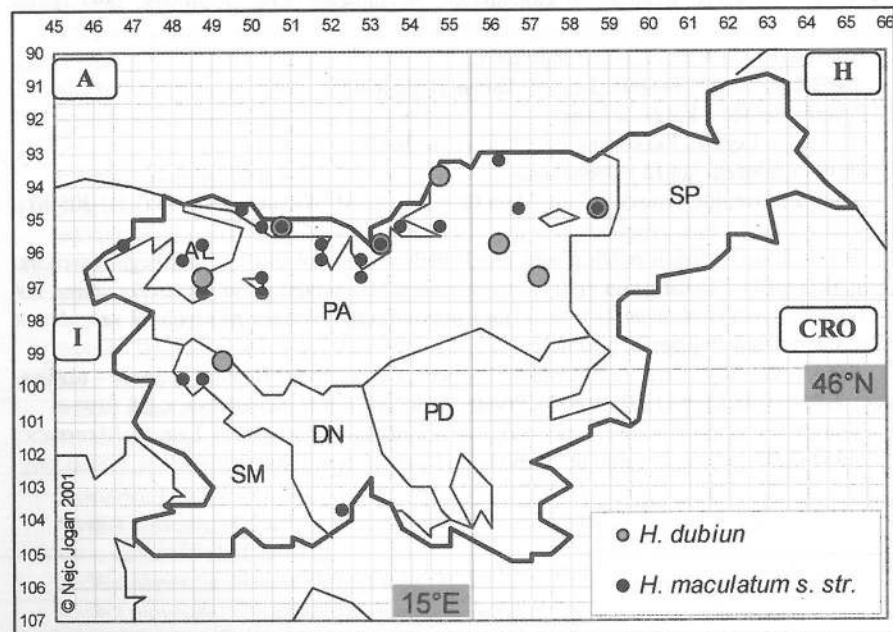 45 46 47 48 49 50 51 52 53 54 55 56 57 58 59 60 61 62 63 64 65 66
90
91
92
93
94
95
96
97
98
99
100
101
102
103
104
105
106
107
A
H
SP
AL
PA
I
CRO
46°N
PD
DN
SM
H. dubiun
H. maculatum s. str.
15°E
© Nejc Jogan 2001